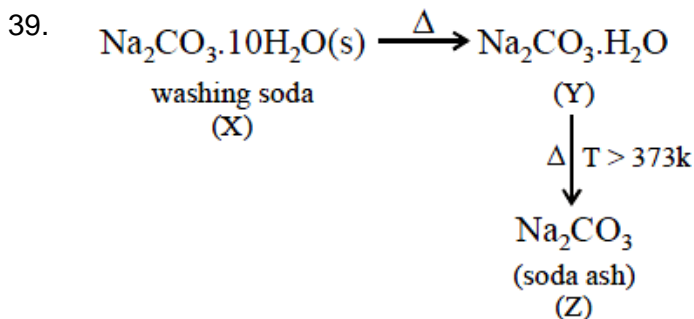 39.
Na₂CO₃.10H₂O(s) —Δ→ Na₂CO₃.H₂O
washing soda
(X)
(Y)
Δ T > 373k
Na₂CO₃
(soda ash)
(Z)